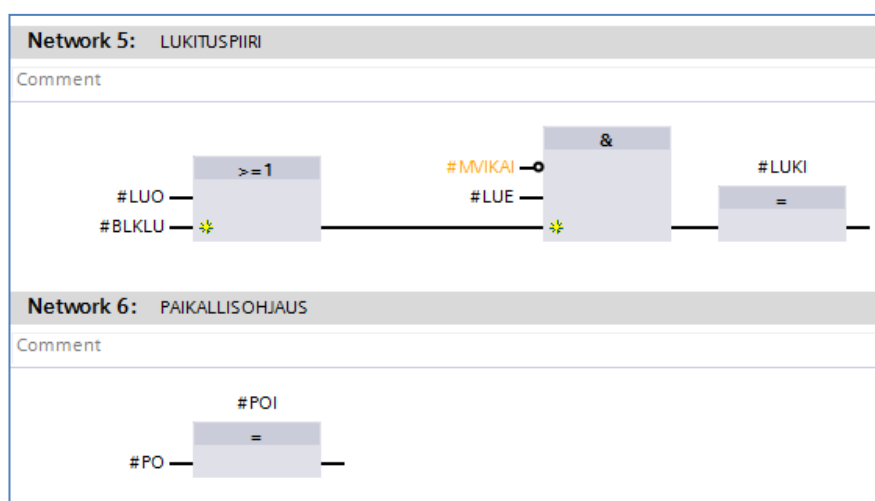 Network 5: LUKITUSPIIRI
Comment
&
>=1
#MVIKAI
#LUKI
#LUO
#LUE
=
#BLKLU
Network 6: PAIKALLISOHJAUS
Comment
#POI
=
#PO